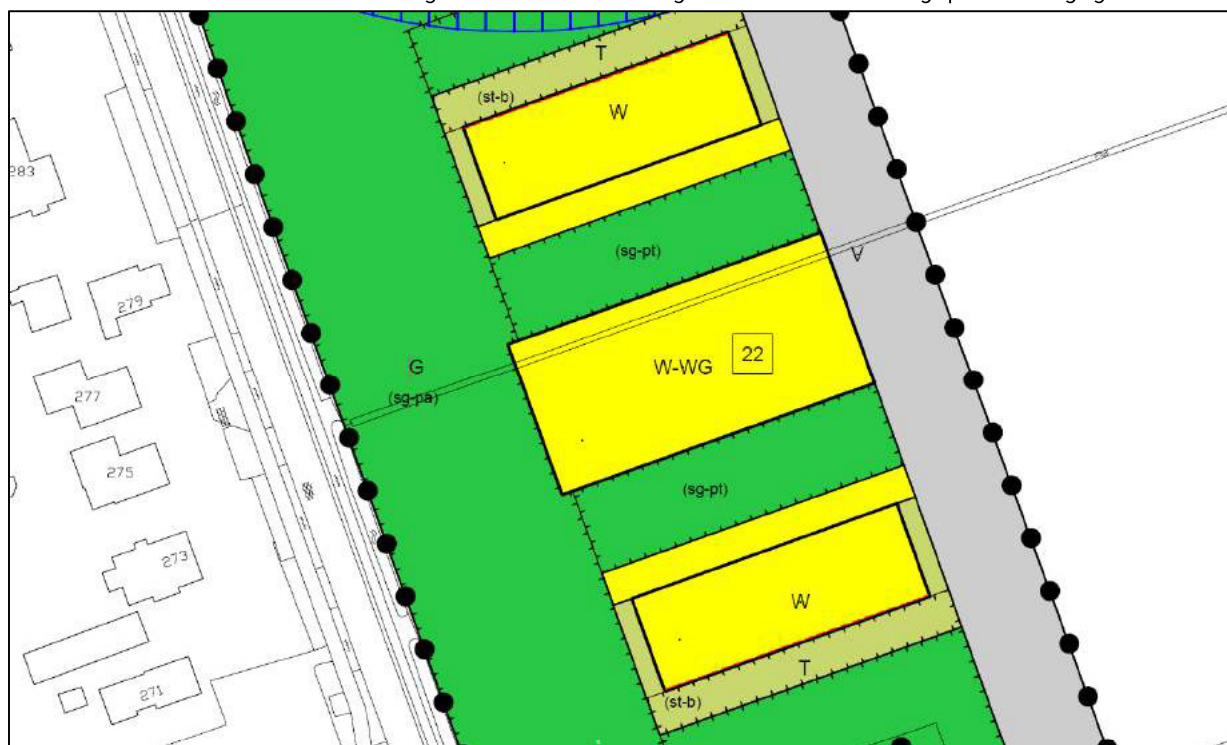 T
(st-b)
W
283
(sg-pt)
A
279
22
W-WG
G
(sg-pa)
277
275
(sg-pt)
273
W
T
271
(st-b)